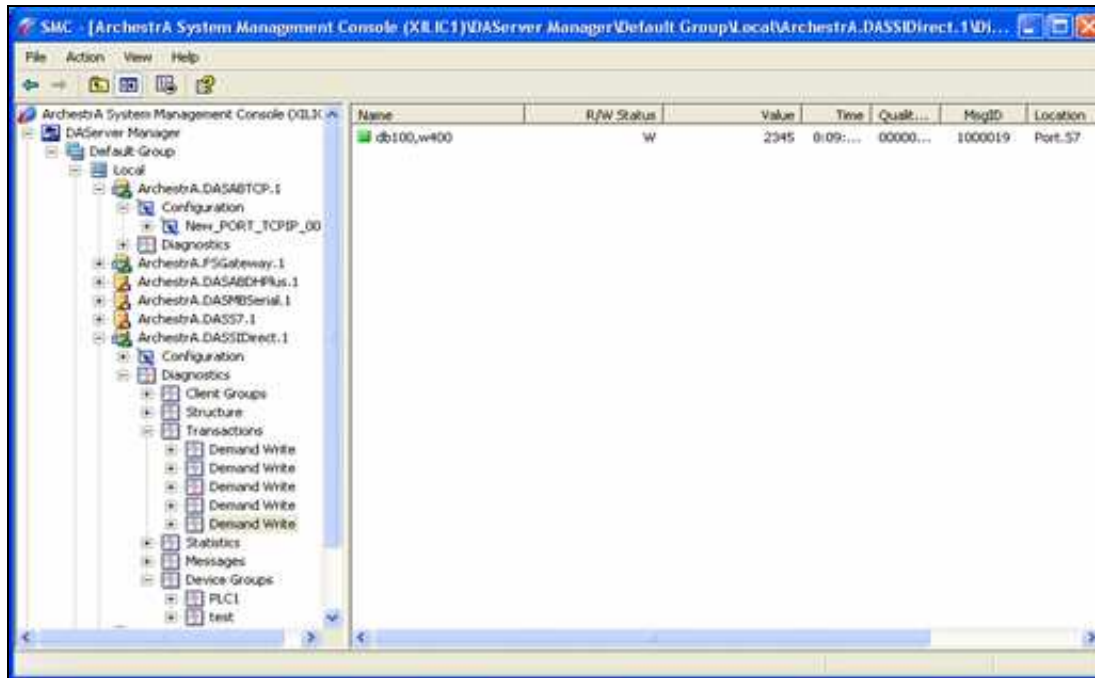 SMC - [ArchestrA System Management Console (XILIC1)\DAServer Manager\Default Group\Local\ArchestrA.DASSIDirect.1\Di...
File Action View Help
ArchestrA System Management Console (XILIC
DAServer Manager
Default Group
Local
ArchestrA.DASABTCP.1
Configuration
New_PORT_TCPIP_00
Diagnostics
ArchestrA.FSGateway.1
ArchestrA.DASABDHPlus.1
ArchestrA.DASMBSerial.1
ArchestrA.DASS7.1
ArchestrA.DASSIDirect.1
Configuration
Diagnostics
Client Groups
Structure
Transactions
Demand Write
Demand Write
Demand Write
Demand Write
Demand Write
Statistics
Messages
Device Groups
PLC1
test
Name R/W Status Value Time Qualit... MsgID Location
db100,w400 W 2345 0:09:... 00000... 1000019 Port.S7